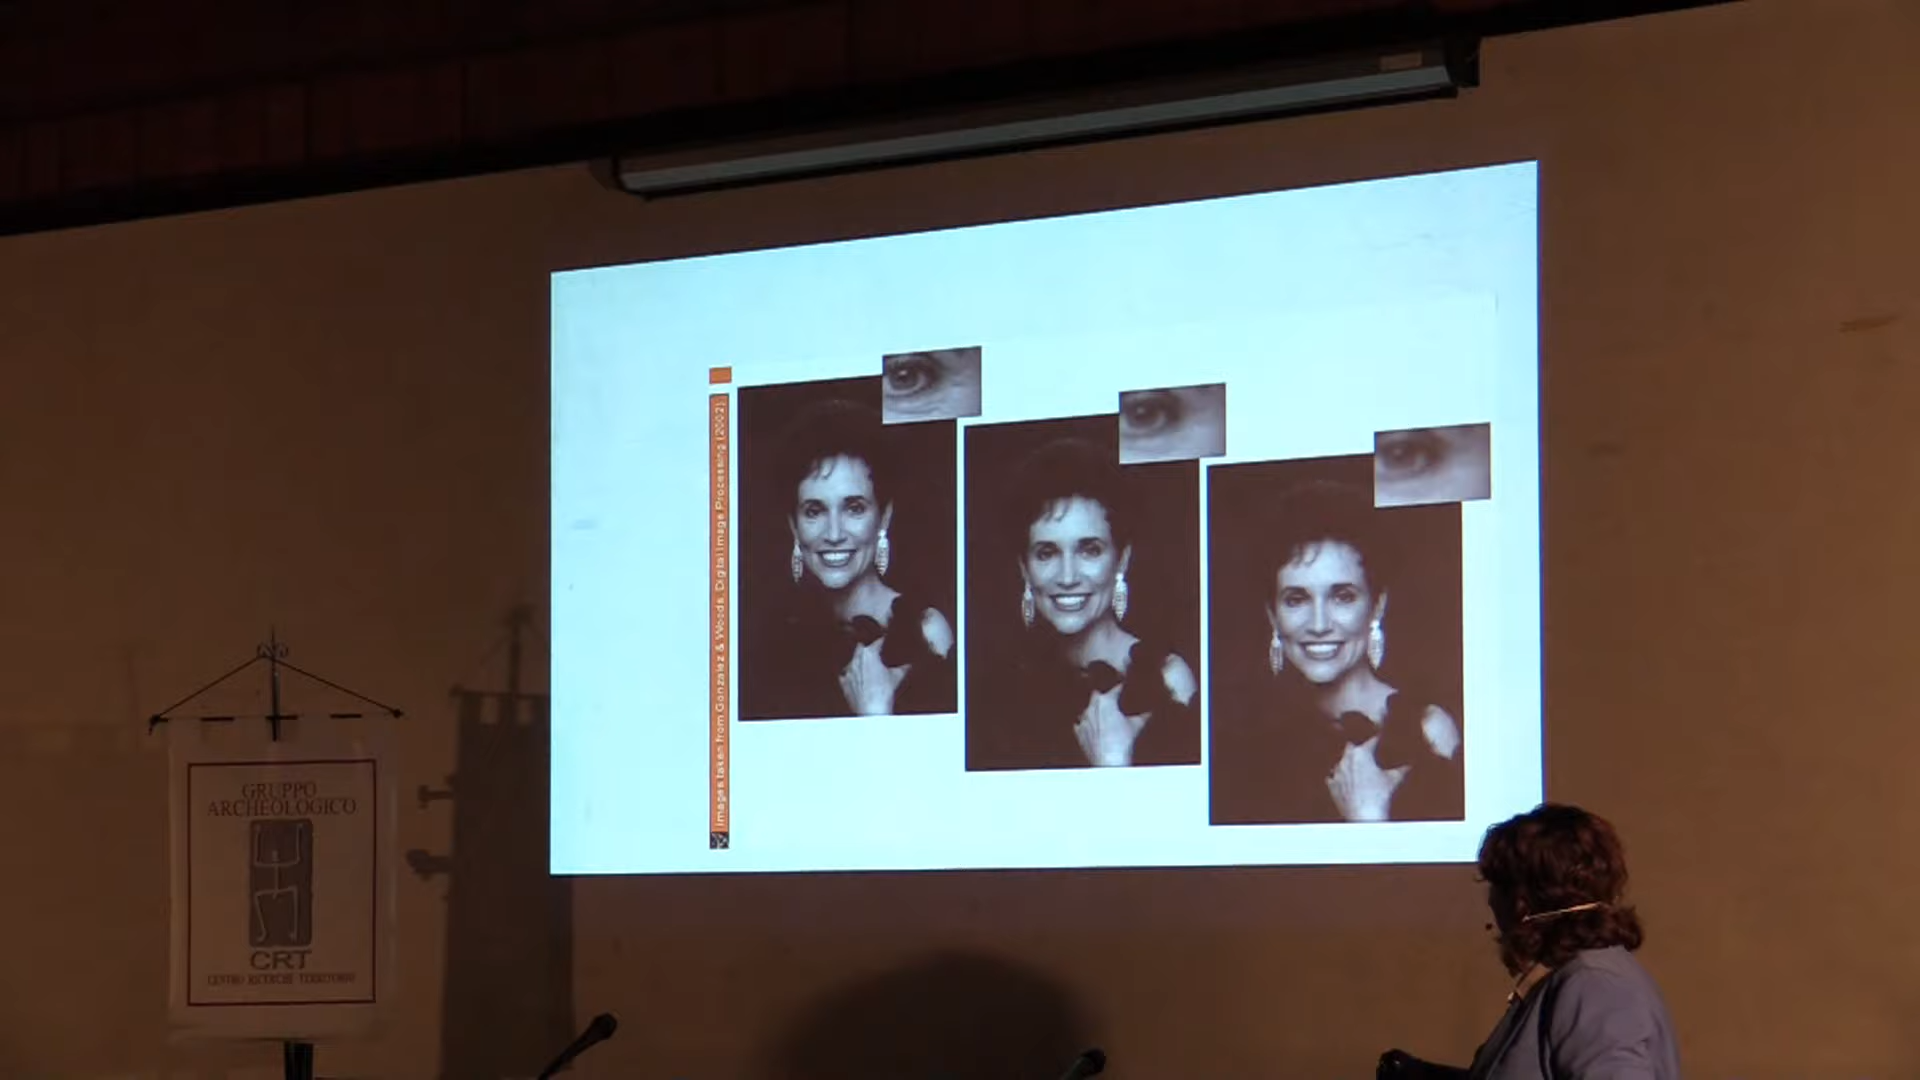 Images taken from Gonzalez & Woods, Digital Image Processing (2002)
GRUPPO
ARCHEOLOGICO
CRT
CENTRO RICERCHE TERRITORIO